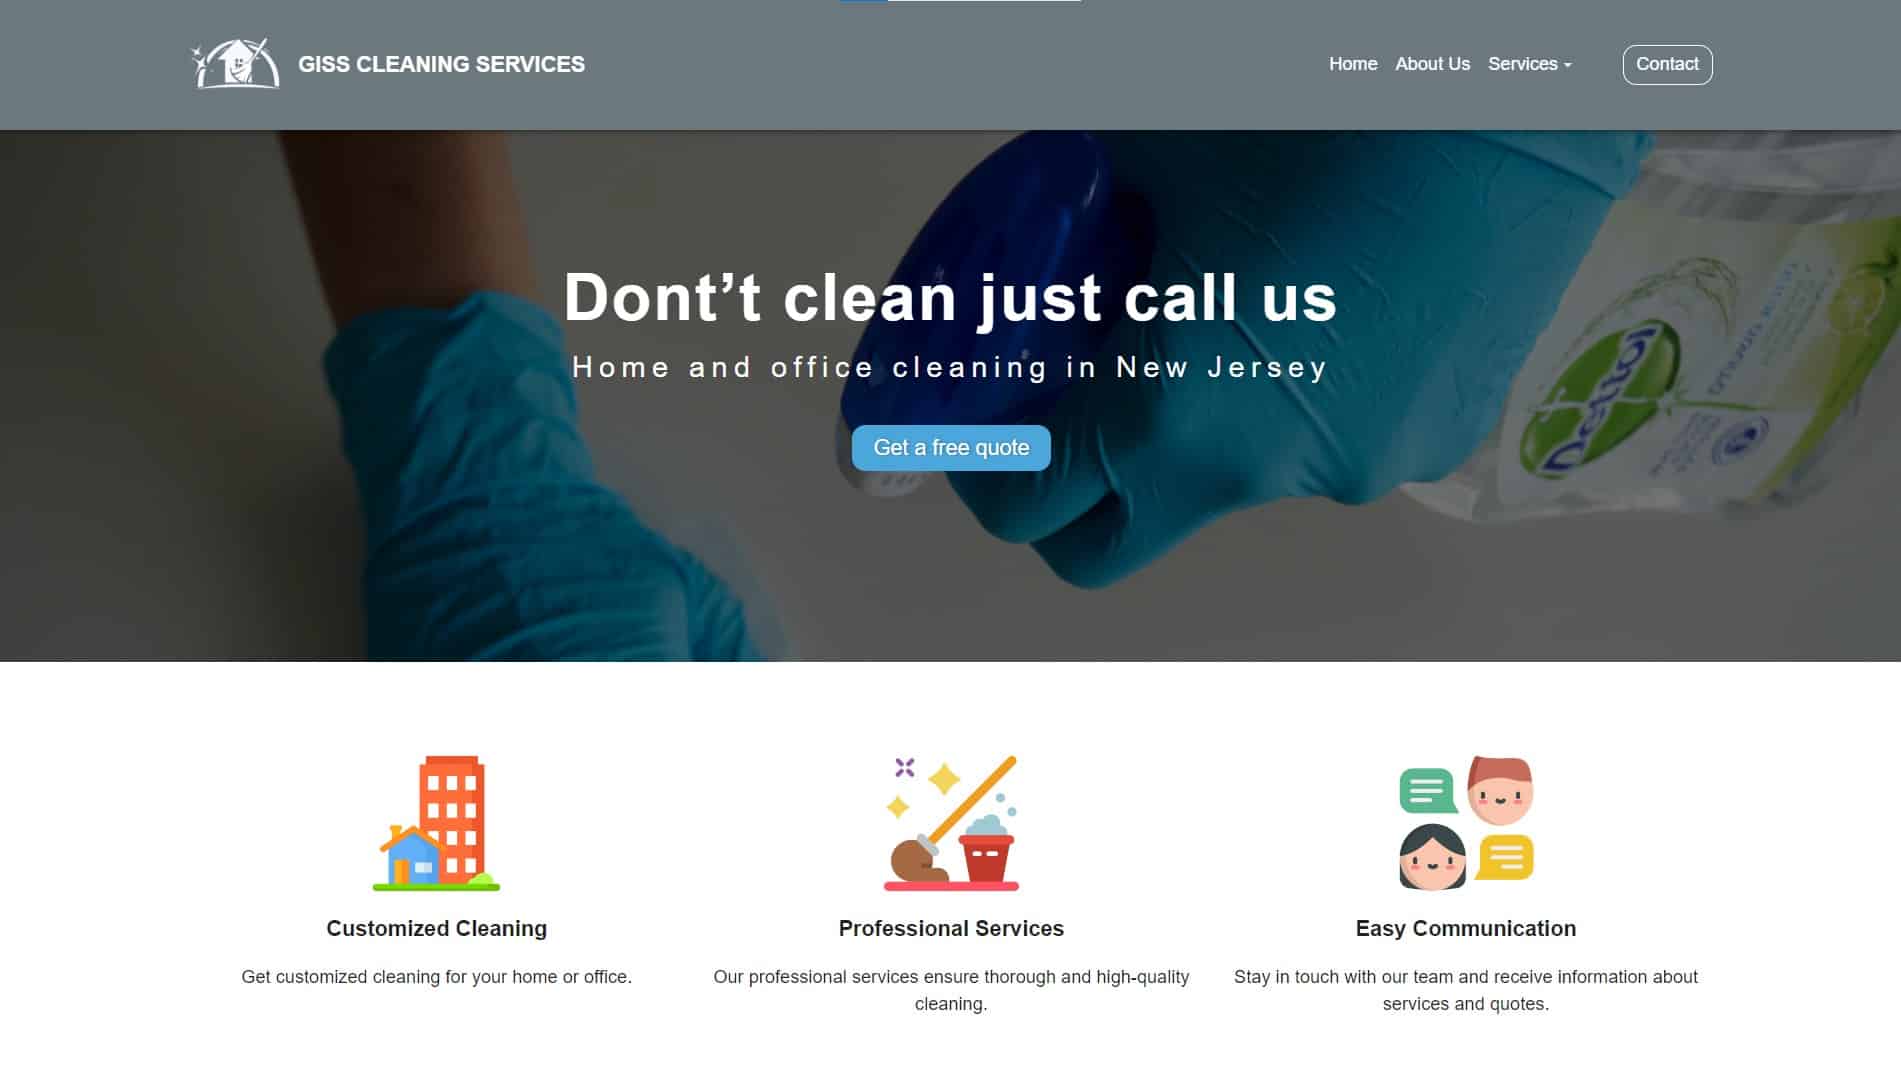 GISS CLEANING SERVICES
Home About Us Services Contact
Dont’t clean just call us
Home and office cleaning in New Jersey
Get a free quote
Dettol
Customized Cleaning
Get customized cleaning for your home or office.
Professional Services
Our professional services ensure thorough and high-quality
cleaning.
Easy Communication
Stay in touch with our team and receive information about
services and quotes.